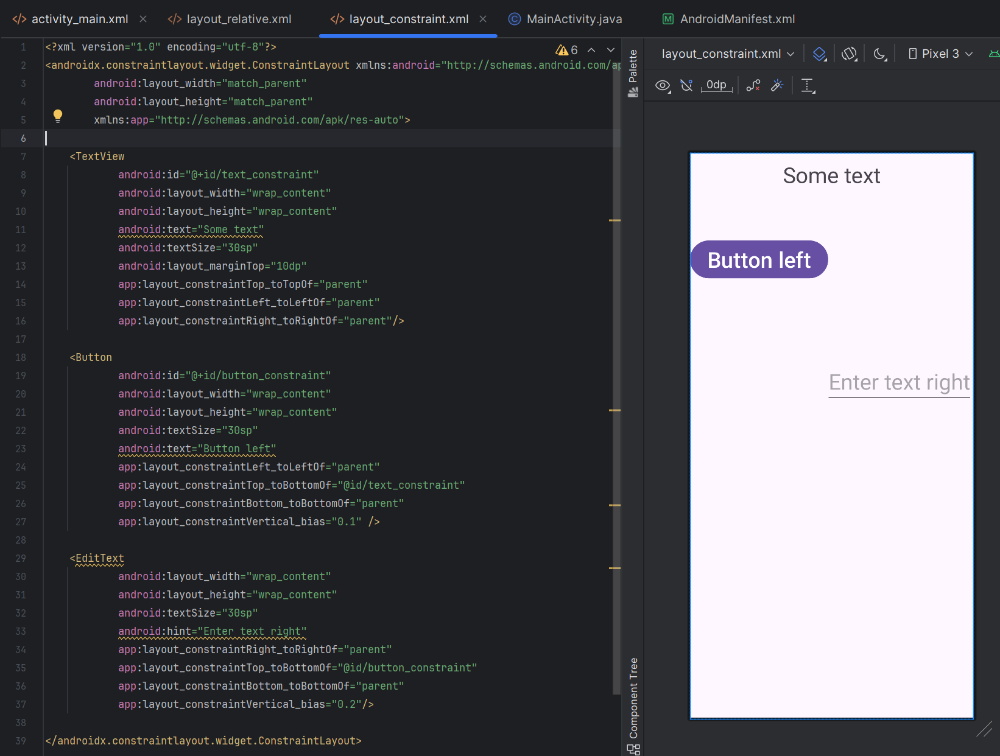 activity_main.xml layout_relative.xml layout_constraint.xml MainActivity.java AndroidManifest.xml
1 <?xml version="1.0" encoding="utf-8"?>
6
2 <androidx.constraintlayout.widget.ConstraintLayout xmlns:android="http://schemas.android.com/ap
3 android:layout_width="match_parent"
4 android:layout_height="match_parent"
5 xmlns:app="http://schemas.android.com/apk/res-auto">
6
7 <TextView
8 android:id="@+id/text_constraint"
9 android:layout_width="wrap_content"
10 android:layout_height="wrap_content"
11 android:text="Some text"
12 android:textSize="30sp"
13 android:layout_marginTop="10dp"
14 app:layout_constraintTop_toTopOf="parent"
15 app:layout_constraintLeft_toLeftOf="parent"
16 app:layout_constraintRight_toRightOf="parent"/>
17
18 <Button
19 android:id="@+id/button_constraint"
20 android:layout_width="wrap_content"
21 android:layout_height="wrap_content"
22 android:textSize="30sp"
23 android:text="Button left"
24 app:layout_constraintLeft_toLeftOf="parent"
25 app:layout_constraintTop_toBottomOf="@id/text_constraint"
26 app:layout_constraintBottom_toBottomOf="parent"
27 app:layout_constraintVertical_bias="0.1" />
28
29 <EditText
30 android:layout_width="wrap_content"
31 android:layout_height="wrap_content"
32 android:textSize="30sp"
33 android:hint="Enter text right"
34 app:layout_constraintRight_toRightOf="parent"
35 app:layout_constraintTop_toBottomOf="@id/button_constraint"
36 app:layout_constraintBottom_toBottomOf="parent"
37 app:layout_constraintVertical_bias="0.2"/>
38
39 </androidx.constraintlayout.widget.ConstraintLayout>
Palette
Component Tree
layout_constraint.xml Pixel 3
0dp
Some text
Button left
Enter text right